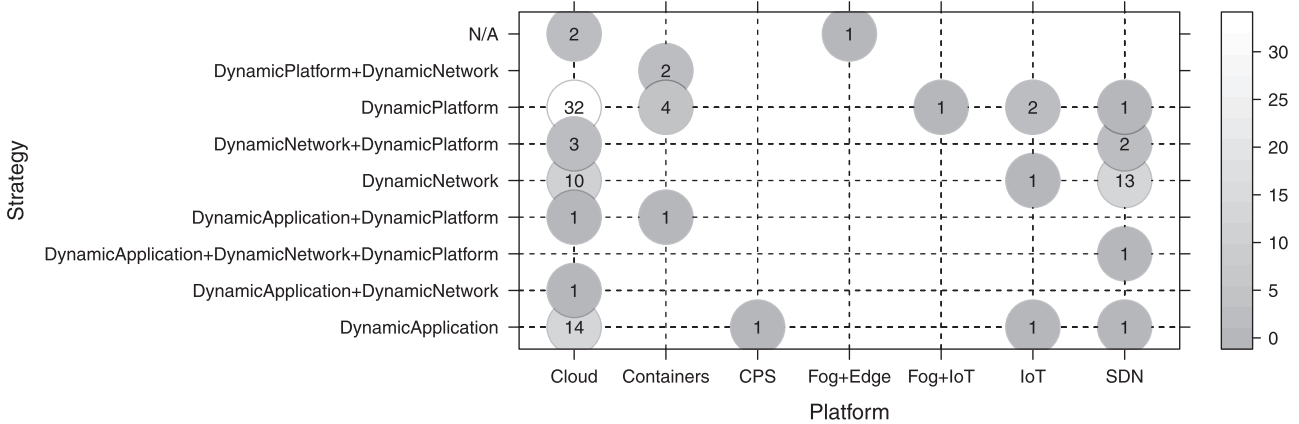 N/A 2 1
DynamicPlatform+DynamicNetwork 2
DynamicPlatform 32 4 1 2 1
DynamicNetwork+DynamicPlatform 3 2
DynamicNetwork 10 1 13
DynamicApplication+DynamicPlatform 1 1
DynamicApplication+DynamicNetwork+DynamicPlatform 1
DynamicApplication+DynamicNetwork 1
DynamicApplication 14 1 1 1
Cloud Containers CPS Fog+Edge Fog+IoT IoT SDN
Platform
Strategy
30
25
20
15
10
5
0